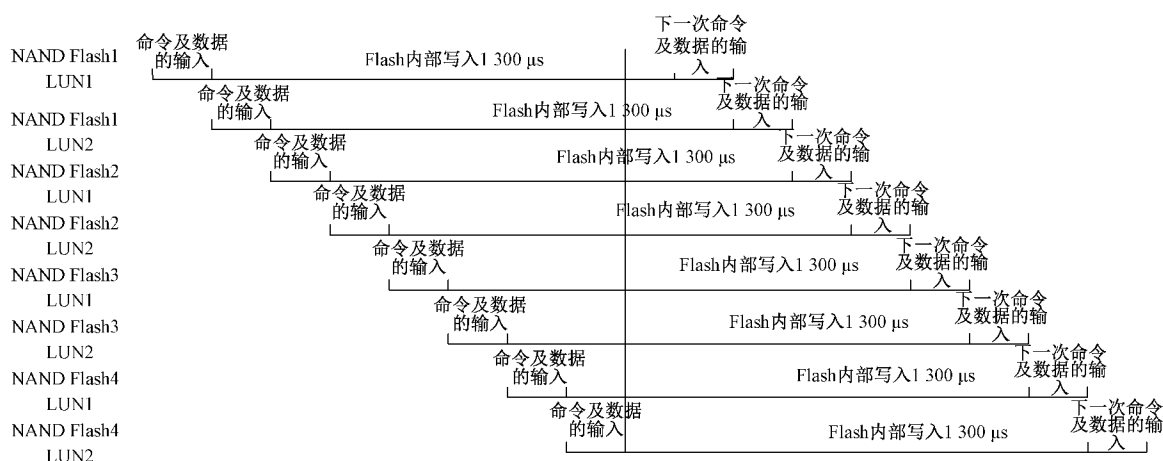 NAND Flash1
LUN1
命令及数据
的输入
Flash内部写入1 300 μs
下一次命令
及数据的输
入
NAND Flash1
LUN2
命令及数据
的输入
Flash内部写入1 300 μs
下一次命令
及数据的输
入
NAND Flash2
LUN1
命令及数据
的输入
Flash内部写入1 300 μs
下一次命令
及数据的输
入
NAND Flash2
LUN2
命令及数据
的输入
Flash内部写入1 300 μs
下一次命令
及数据的输
入
NAND Flash3
LUN1
命令及数据
的输入
Flash内部写入1 300 μs
下一次命令
及数据的输
入
NAND Flash3
LUN2
命令及数据
的输入
Flash内部写入1 300 μs
下一次命令
及数据的输
入
NAND Flash4
LUN1
命令及数据
的输入
Flash内部写入1 300 μs
下一次命令
及数据的输
入
NAND Flash4
LUN2
命令及数据
的输入
Flash内部写入1 300 μs
下一次命令
及数据的输
入